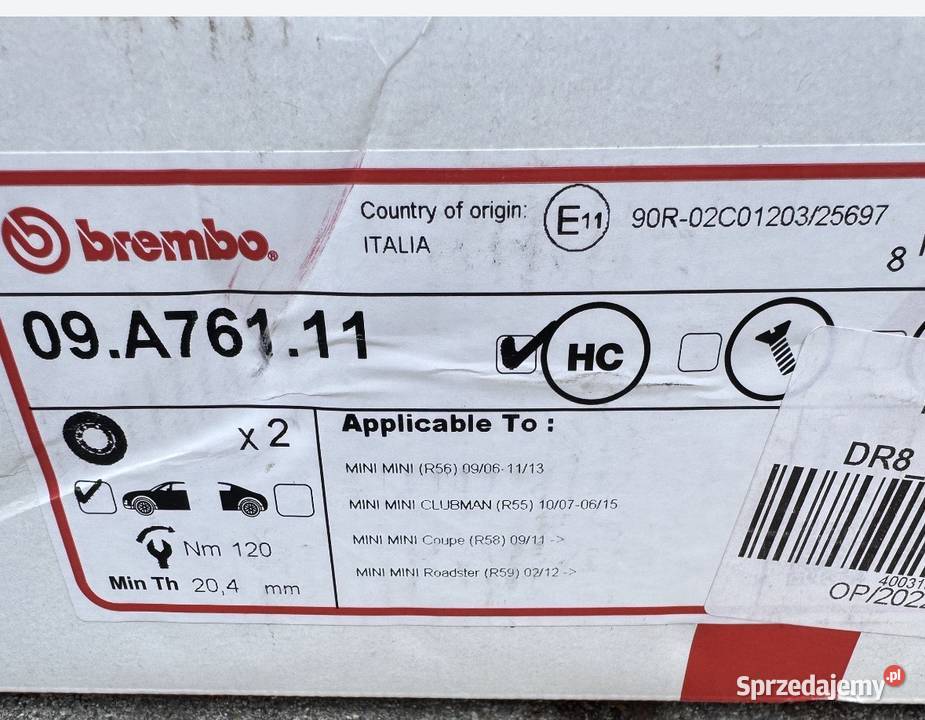 brembo®
Country of origin:
ITALIA
E11
90R-02C01203/25697
8
09.A761.11
HC
x 2
Applicable To :
MINI MINI (R56) 09/06-11/13
MINI MINI CLUBMAN (R55) 10/07-06/15
MINI MINI Coupe (R58) 09/11 ->
MINI MINI Roadster (R59) 02/12 ->
Nm 120
Min Th 20,4 mm
DR8_
40031
OP/2022
Sprzedajemy.pl